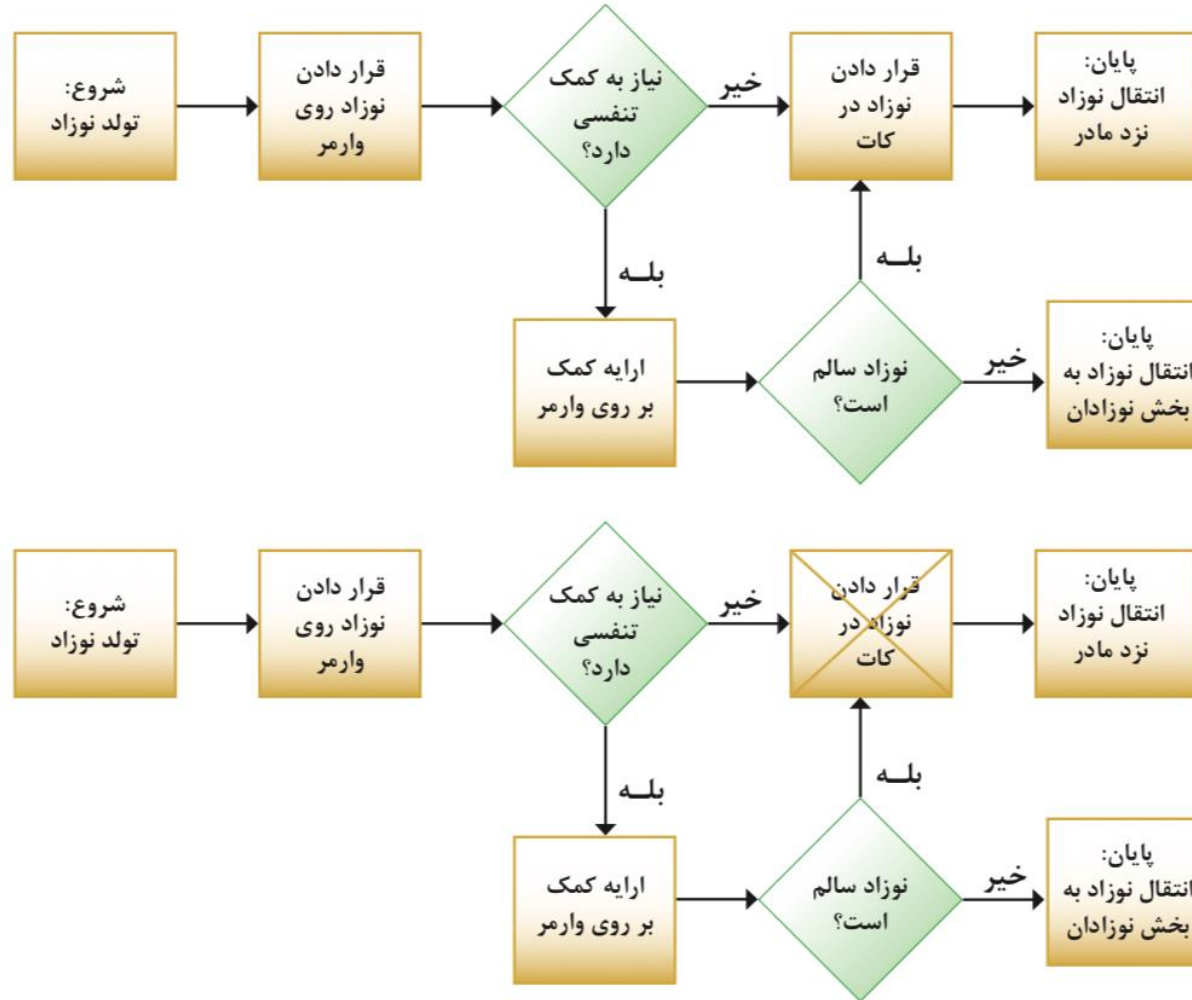 شروع:
تولد نوزاد
قرار دادن
نوزاد روی
وارمر
نیاز به کمک
تنفسی
دارد؟
خیر
قرار دادن
نوزاد در
کات
پایان:
انتقال نوزاد
نزد مادر
بلــه
بلــه
ارایه کمک
بر روی وارمر
نوزاد سالم
است؟
خیر
پایان:
انتقال نوزاد به
بخش نوزادان
شروع:
تولد نوزاد
قرار دادن
نوزاد روی
وارمر
نیاز به کمک
تنفسی
دارد؟
خیر
قرار دادن
نوزاد در
کات
پایان:
انتقال نوزاد
نزد مادر
بلــه
بلــه
ارایه کمک
بر روی وارمر
نوزاد سالم
است؟
خیر
پایان:
انتقال نوزاد به
بخش نوزادان